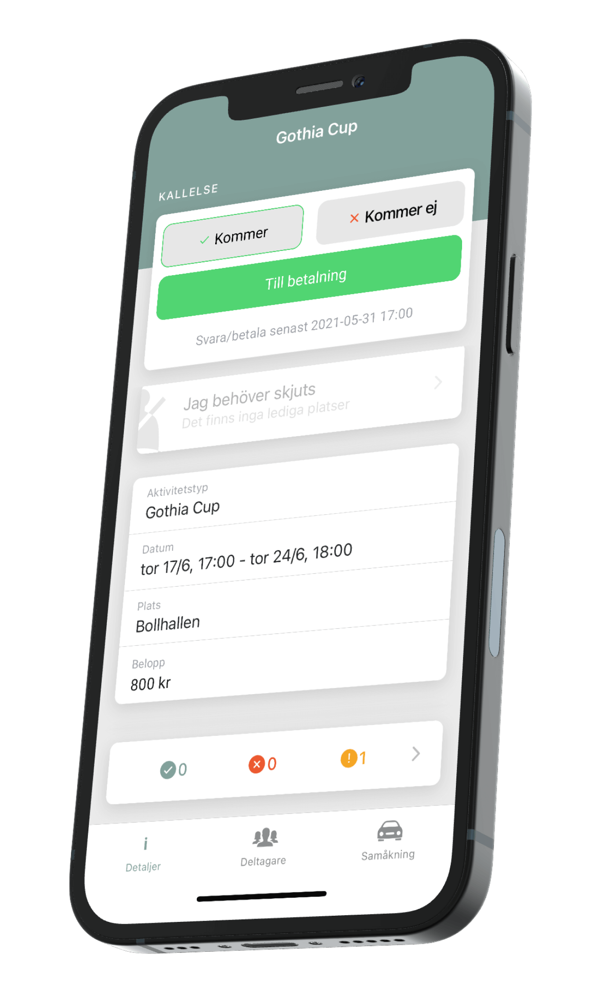 Gothia Cup
KALLELSE
Kommer
Kommer ej
Till betalning
Svara/betala senast 2021-05-31 17:00
Jag behöver skjuts
Det finns inga lediga platser
Aktivitetstyp
Gothia Cup
Datum
tor 17/6, 17:00 - tor 24/6, 18:00
Plats
Bollhallen
Belopp
800 kr
0 0 1
Detaljer Deltagare Samåkning